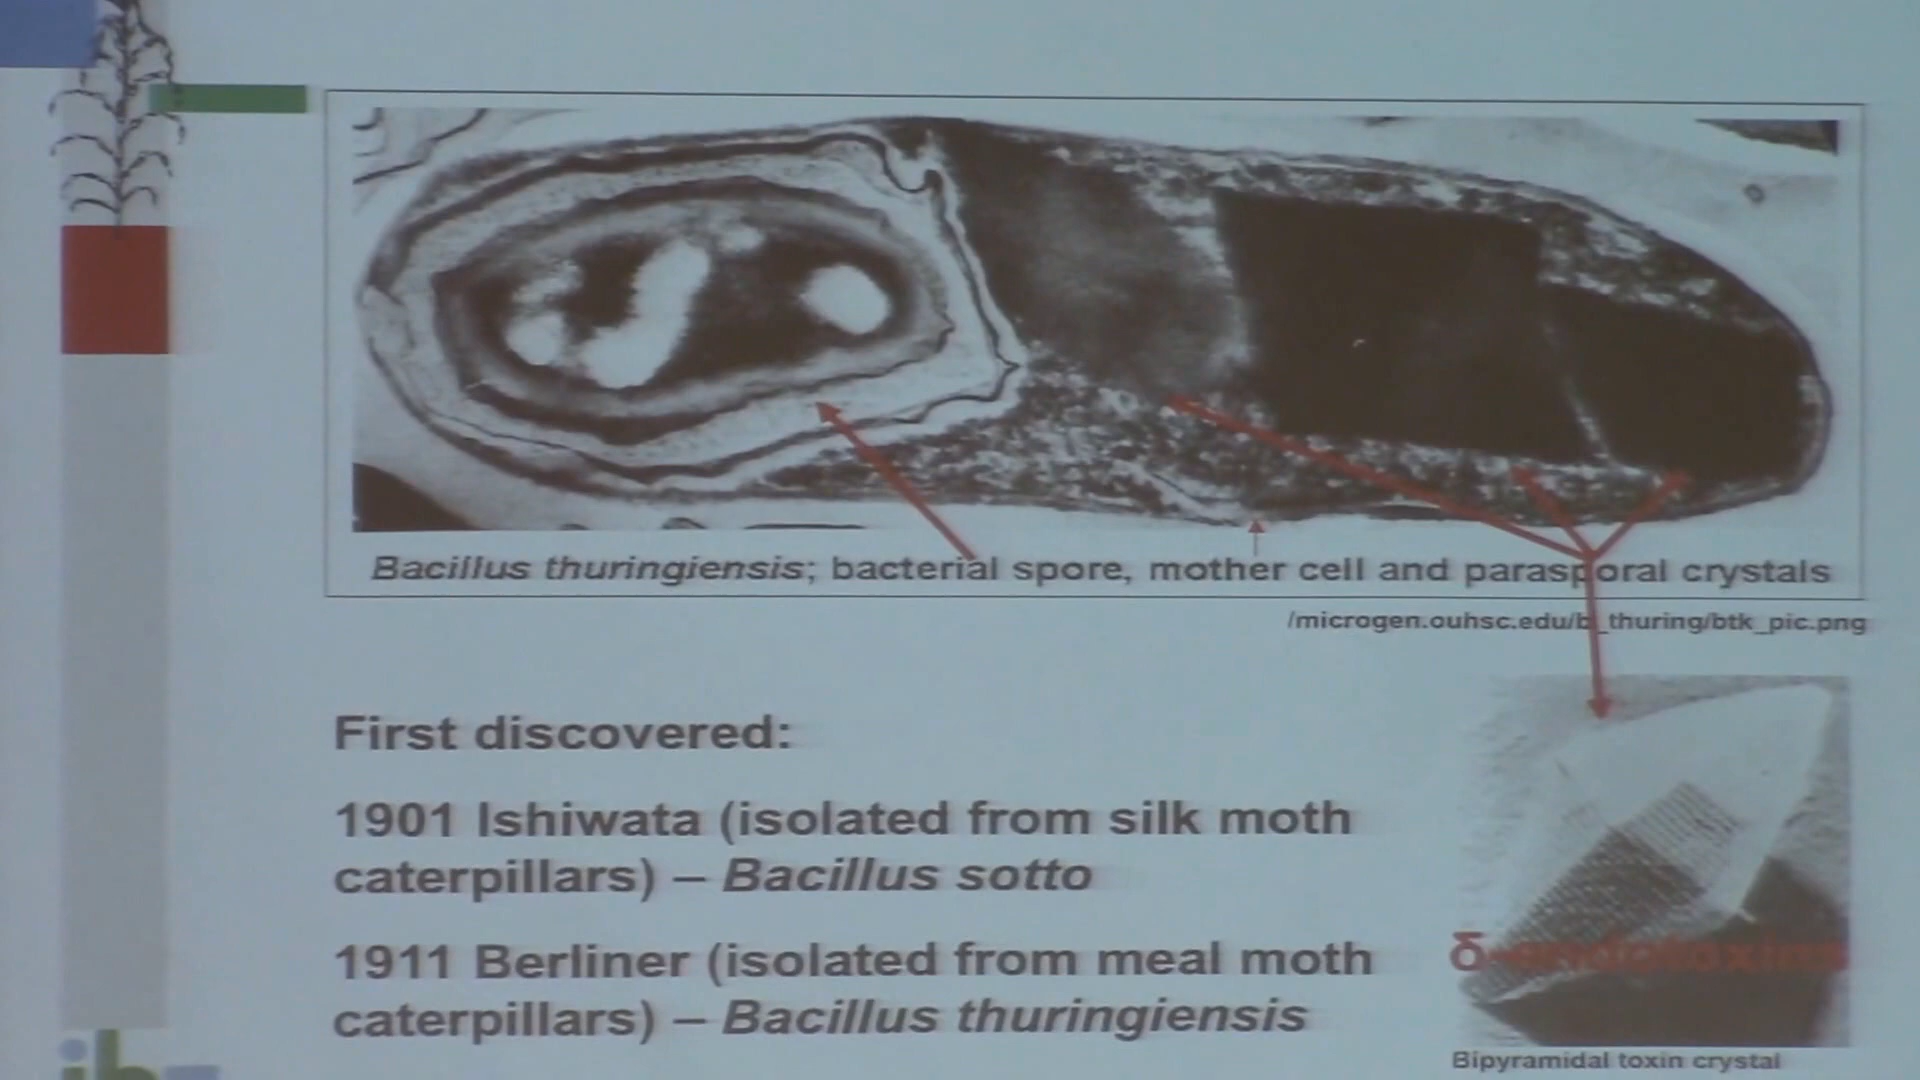 Bacillus thuringiensis; bacterial spore, mother cell and parasporal crystals
/microgen.ouhsc.edu/b_thuring/btk_pic.png
First discovered:
1901 Ishiwata (isolated from silk moth
caterpillars) – Bacillus sotto
1911 Berliner (isolated from meal moth
caterpillars) – Bacillus thuringiensis
δ-endotoxins
Bipyramidal toxin crystal